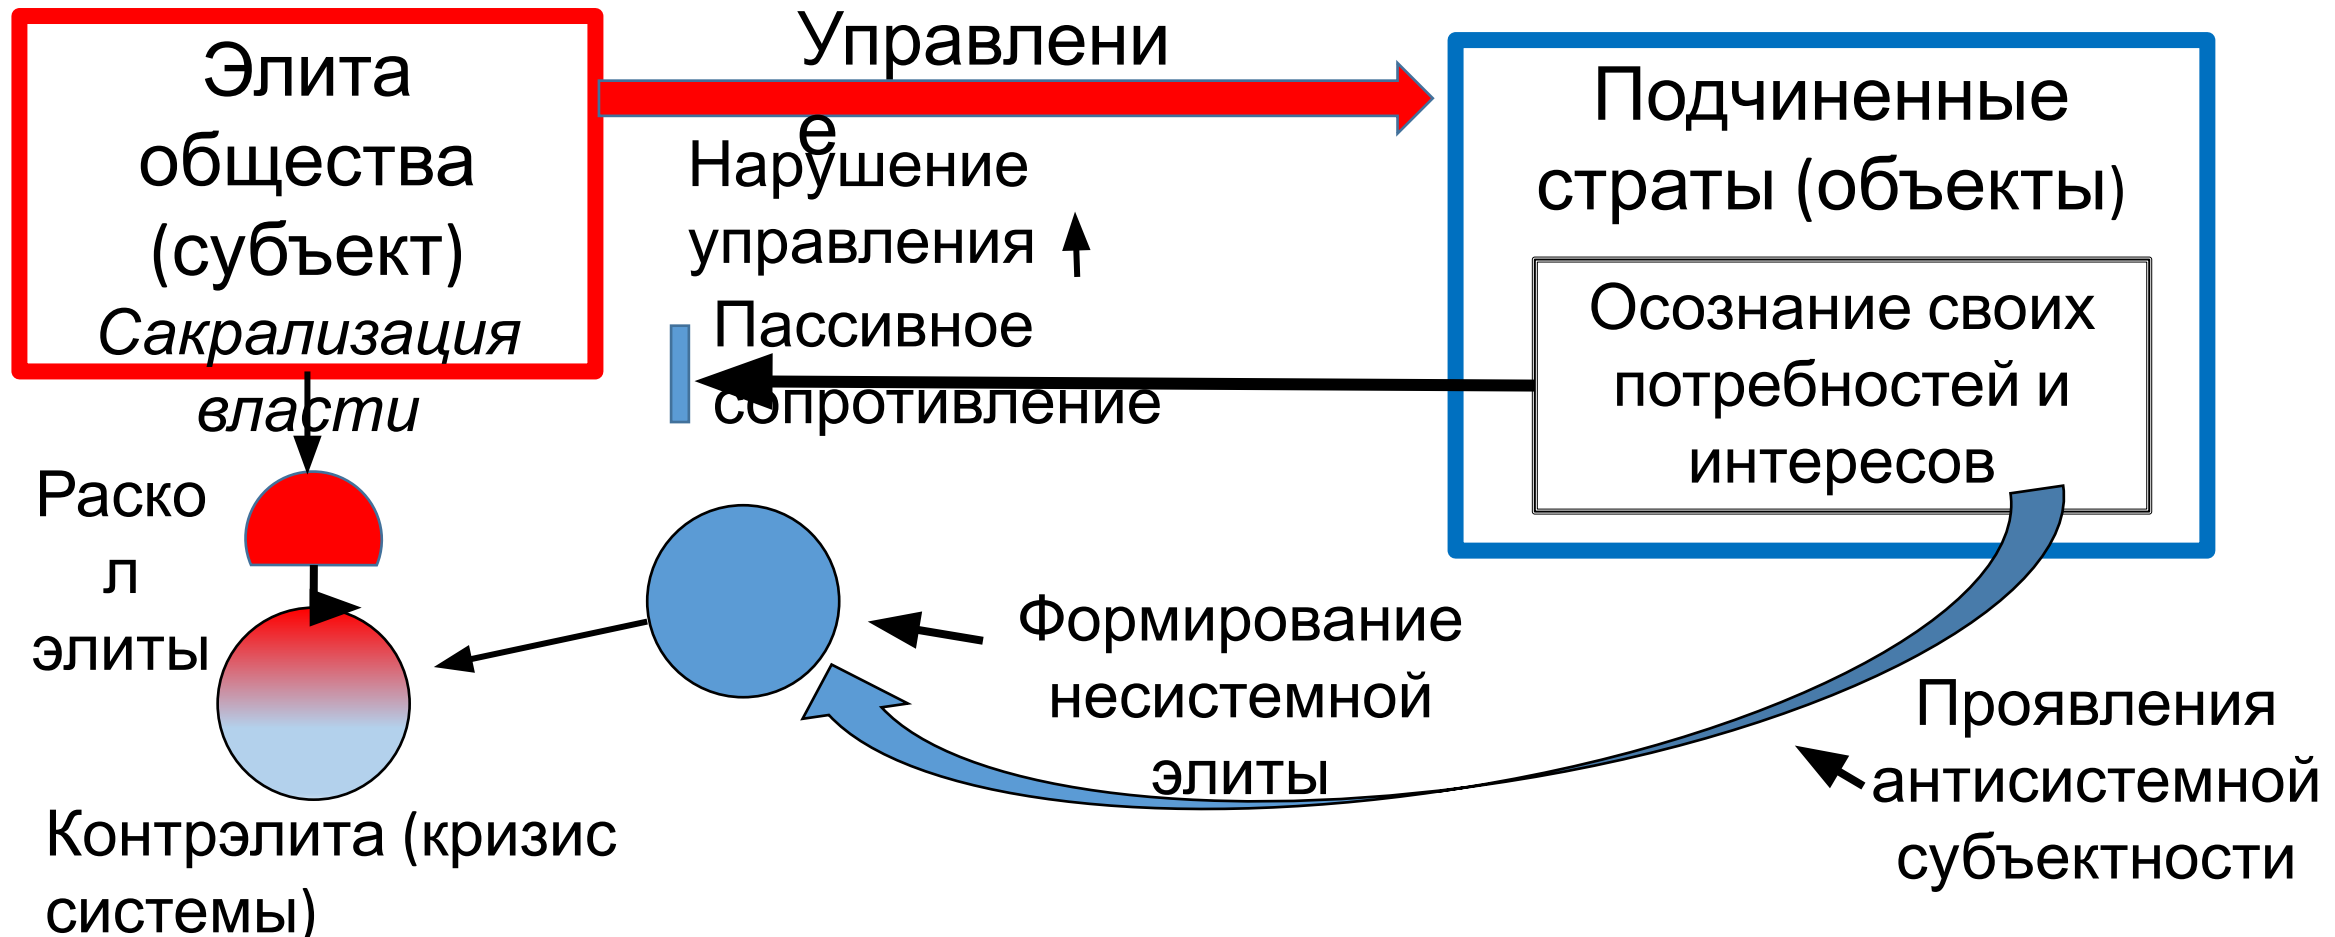 Элита
общества
(субъект)
Сакрализация
власти
Управлени
е
Нарушение
управления
Пассивное
сопротивление
Подчиненные
страты (объекты)
Осознание своих
потребностей и
интересов
Раско
л
элиты
Формирование
несистемной
элиты
Проявления
антисистемной
субъектности
Контрэлита (кризис
системы)